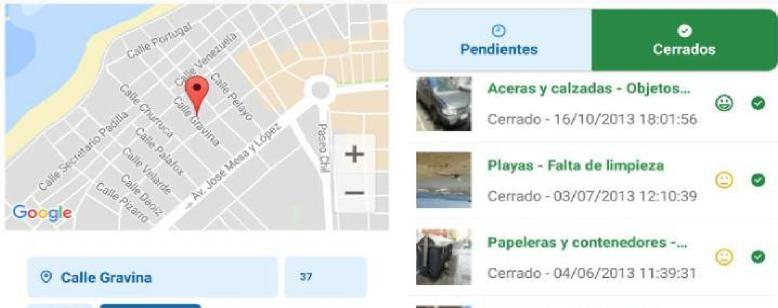 Calle Portugal
Calle Venezuela
Calle Pelayo
Calle Churruca
Calle Gravina
Calle Secretario Padilla
Calle Palafox
Calle Velarde
Calle Daoiz
Calle Pizarro
Av. José Mesa y López
Paseo Chil
+
−
Google
Calle Gravina
37
Pendientes
Cerrados
Aceras y calzadas - Objetos...
Cerrado - 16/10/2013 18:01:56
Playas - Falta de limpieza
Cerrado - 03/07/2013 12:10:39
Papeleras y contenedores -...
Cerrado - 04/06/2013 11:39:31